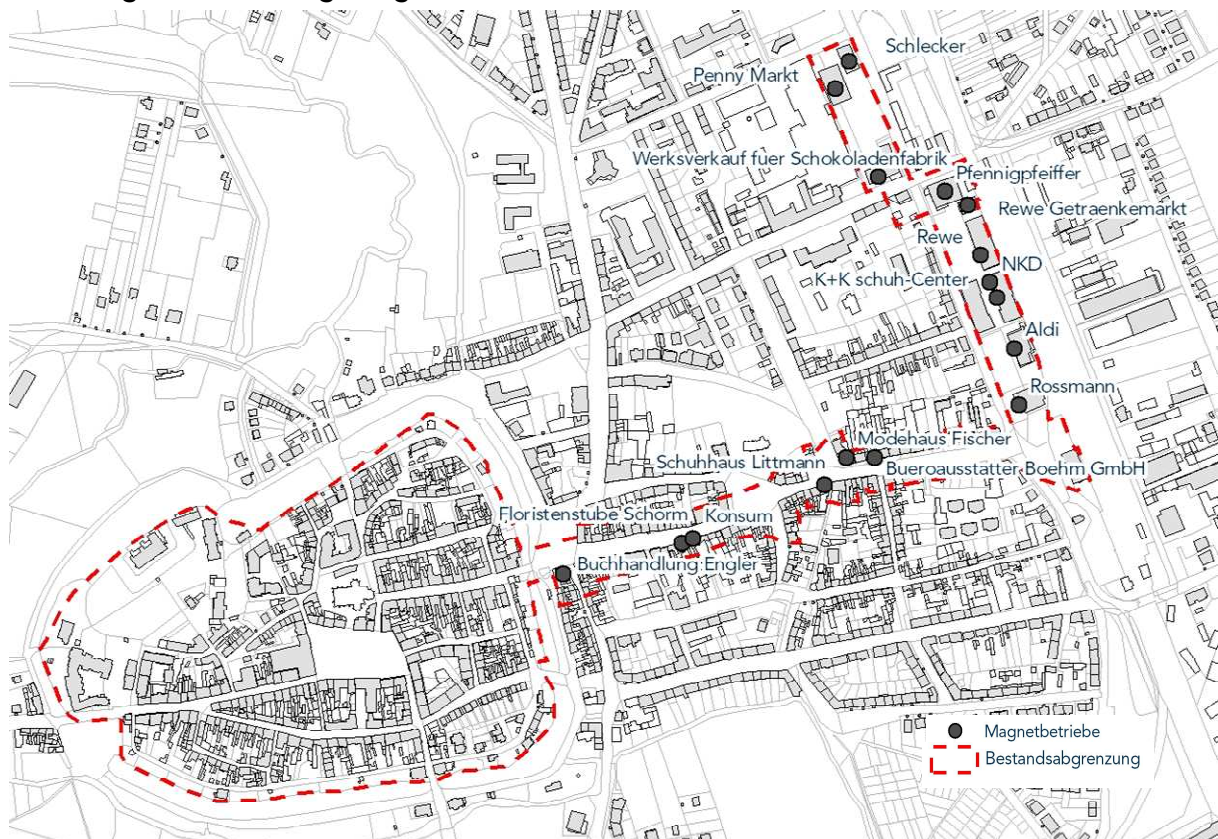 Schlecker
Penny Markt
Werksverkauf fuer Schokoladenfabrik
Pfennigpfeiffer
Rewe Getraenkemarkt
Rewe
NKD
K+K schuh-Center
Aldi
Rossmann
Modehaus Fischer
Schuhhaus Littmann
Bueroausstatter Boehm GmbH
Floristenstube Schorm
Konsum
Buchhandlung Engler
Magnetbetriebe
Bestandsabgrenzung